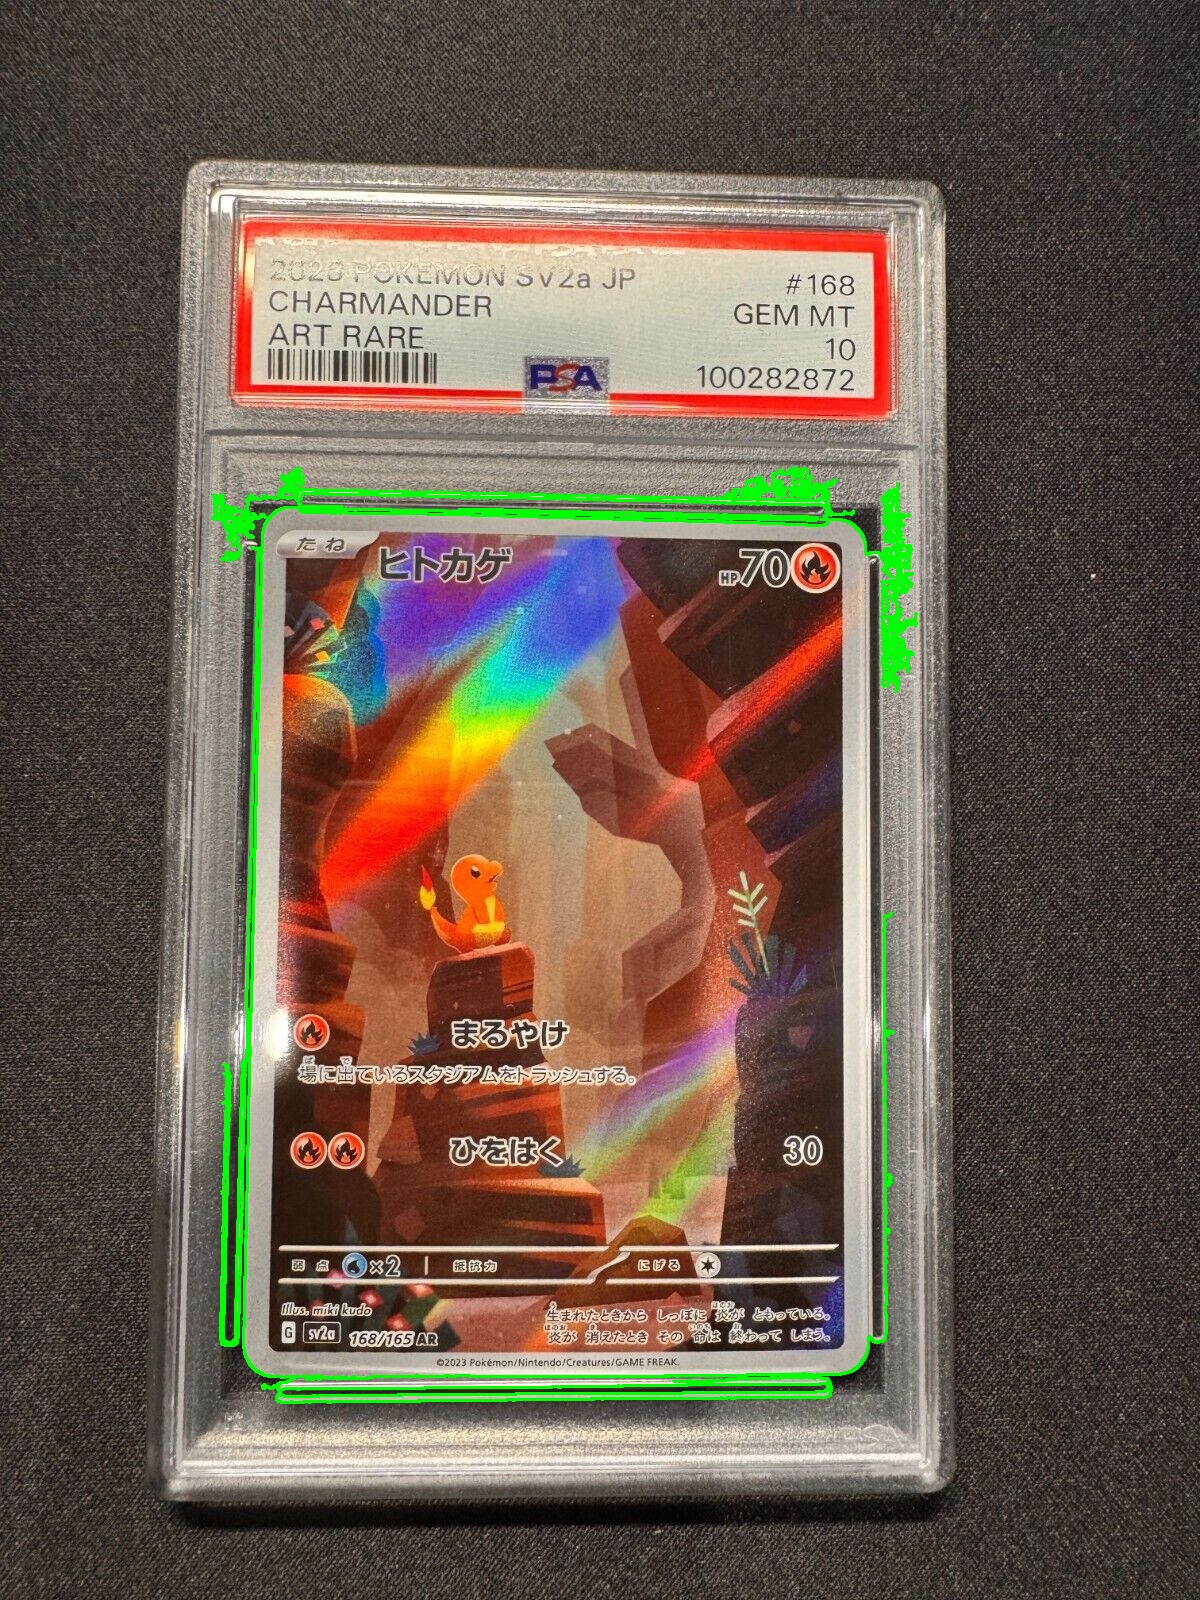 2023 POKEMON SV2a JP
#168
CHARMANDER
GEM MT
ART RARE
10
PSA
100282872
たね
ヒトカゲ
HP70
まるやけ
場に出ているスタジアムをトラッシュする。
ひをはく 30
弱点 ×2 抵抗力 にげる
Illus. miki kudo
生まれたときから しっぽに 炎が ともっている。
炎が 消えたとき その 命は 終わって しまう。
G sv2a 168/165 AR
©2023 Pokémon/Nintendo/Creatures/GAME FREAK.